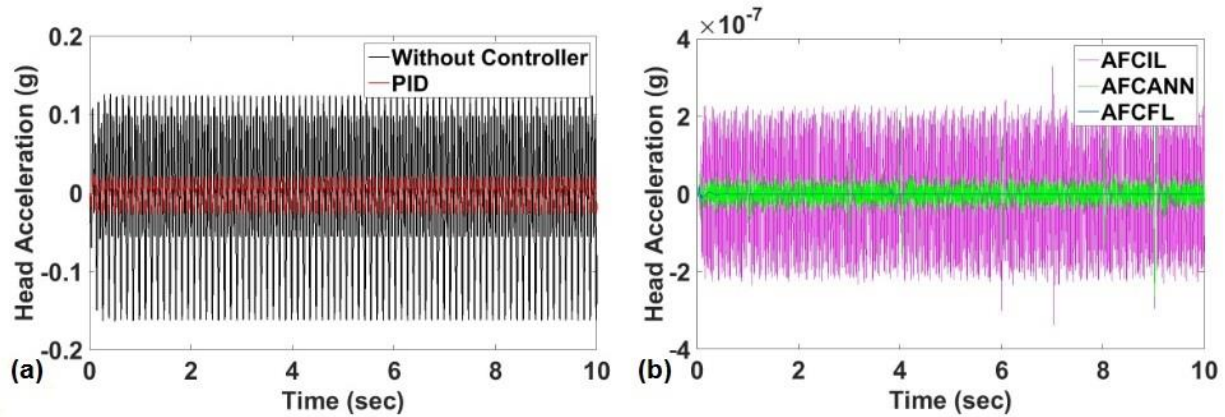 0.2
0.1
0
-0.1
-0.2
Head Acceleration (g)
Without Controller
PID
0 2 4 6 8 10
Time (sec)
(a)
×10-7
4
2
0
-2
-4
Head Acceleration (g)
AFCIL
AFCANN
AFCFL
0 2 4 6 8 10
Time (sec)
(b)